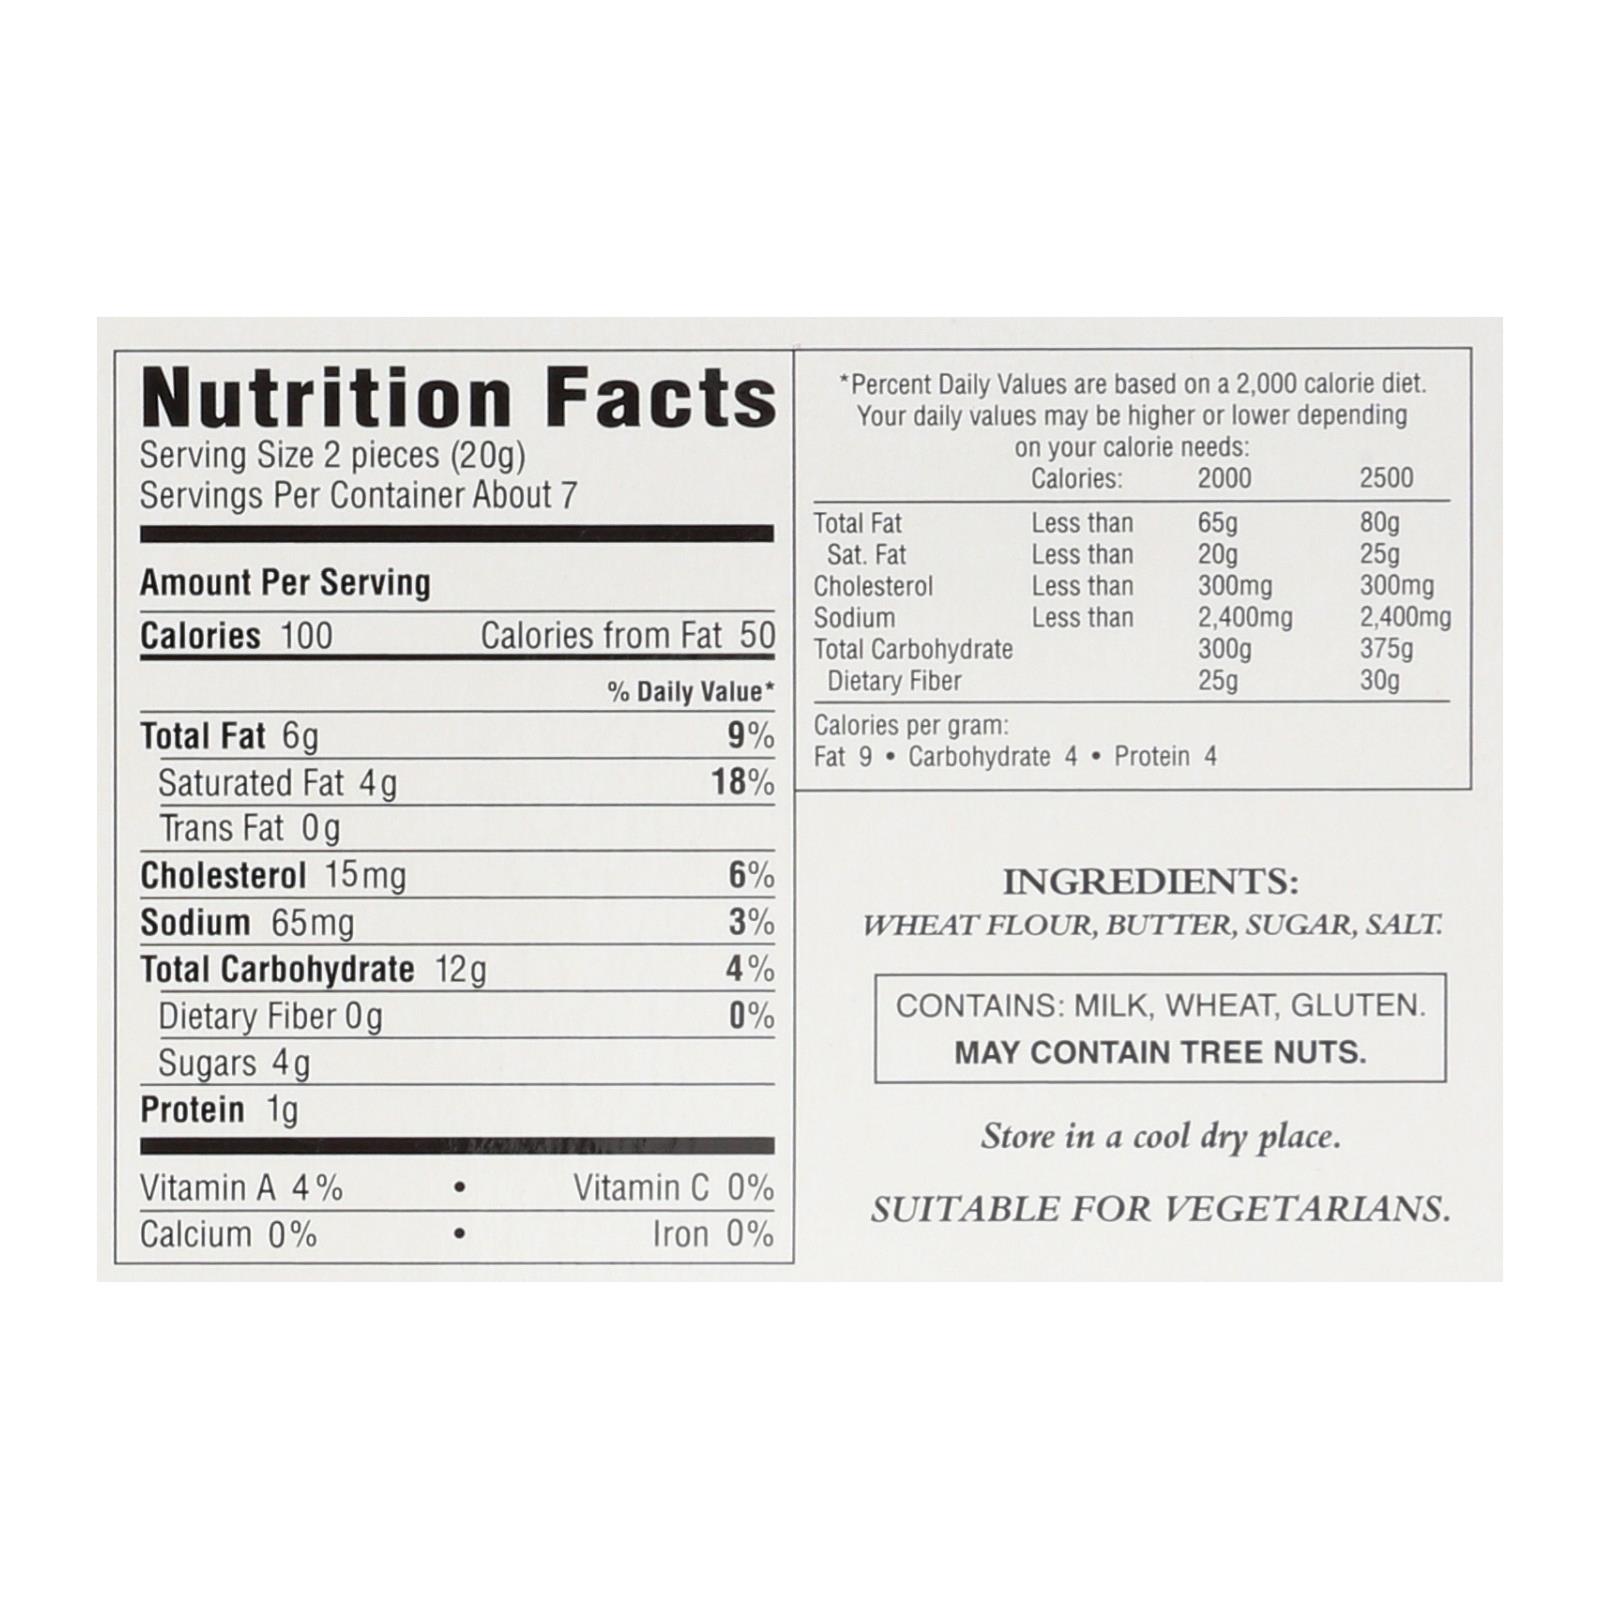 Nutrition Facts
Serving Size 2 pieces (20g)
Servings Per Container About 7
Amount Per Serving
Calories 100 Calories from Fat 50
% Daily Value*
Total Fat 6g 9%
Saturated Fat 4g 18%
Trans Fat 0g
Cholesterol 15mg 6%
Sodium 65mg 3%
Total Carbohydrate 12g 4%
Dietary Fiber 0g 0%
Sugars 4g
Protein 1g
Vitamin A 4% • Vitamin C 0%
Calcium 0% • Iron 0%
*Percent Daily Values are based on a 2,000 calorie diet.
Your daily values may be higher or lower depending
on your calorie needs:
Calories: 2000 2500
Total Fat Less than 65g 80g
Sat. Fat Less than 20g 25g
Cholesterol Less than 300mg 300mg
Sodium Less than 2,400mg 2,400mg
Total Carbohydrate 300g 375g
Dietary Fiber 25g 30g
Calories per gram:
Fat 9 • Carbohydrate 4 • Protein 4
INGREDIENTS:
WHEAT FLOUR, BUTTER, SUGAR, SALT.
CONTAINS: MILK, WHEAT, GLUTEN.
MAY CONTAIN TREE NUTS.
Store in a cool dry place.
SUITABLE FOR VEGETARIANS.